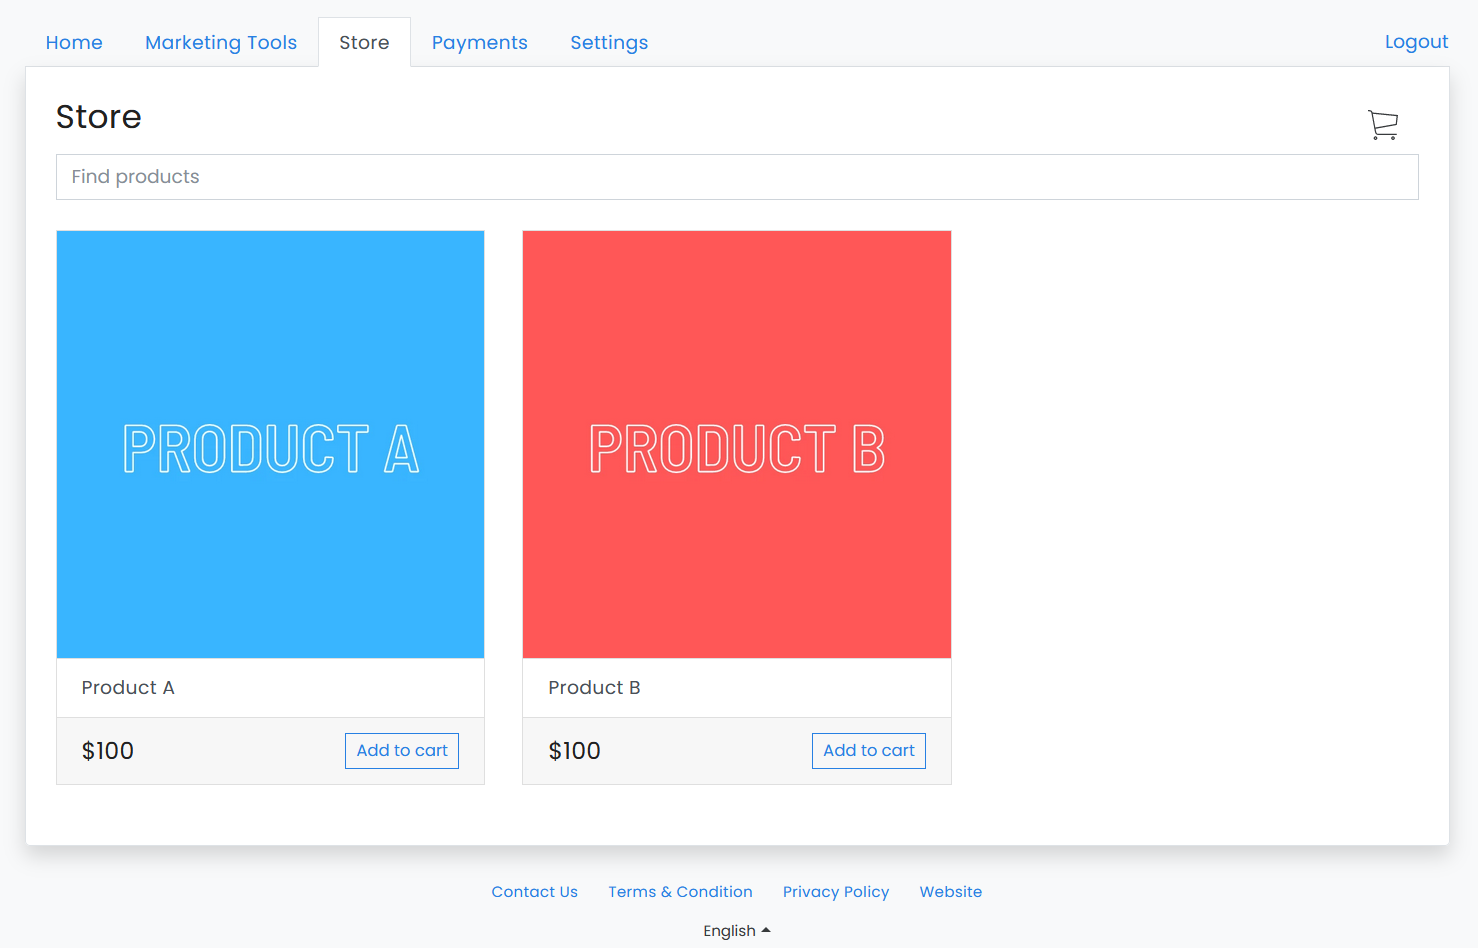 Home Marketing Tools Store Payments Settings Logout
Store
Find products
PRODUCT A PRODUCT B
Product A Product B
$100 Add to cart $100 Add to cart
Contact Us Terms & Condition Privacy Policy Website
English